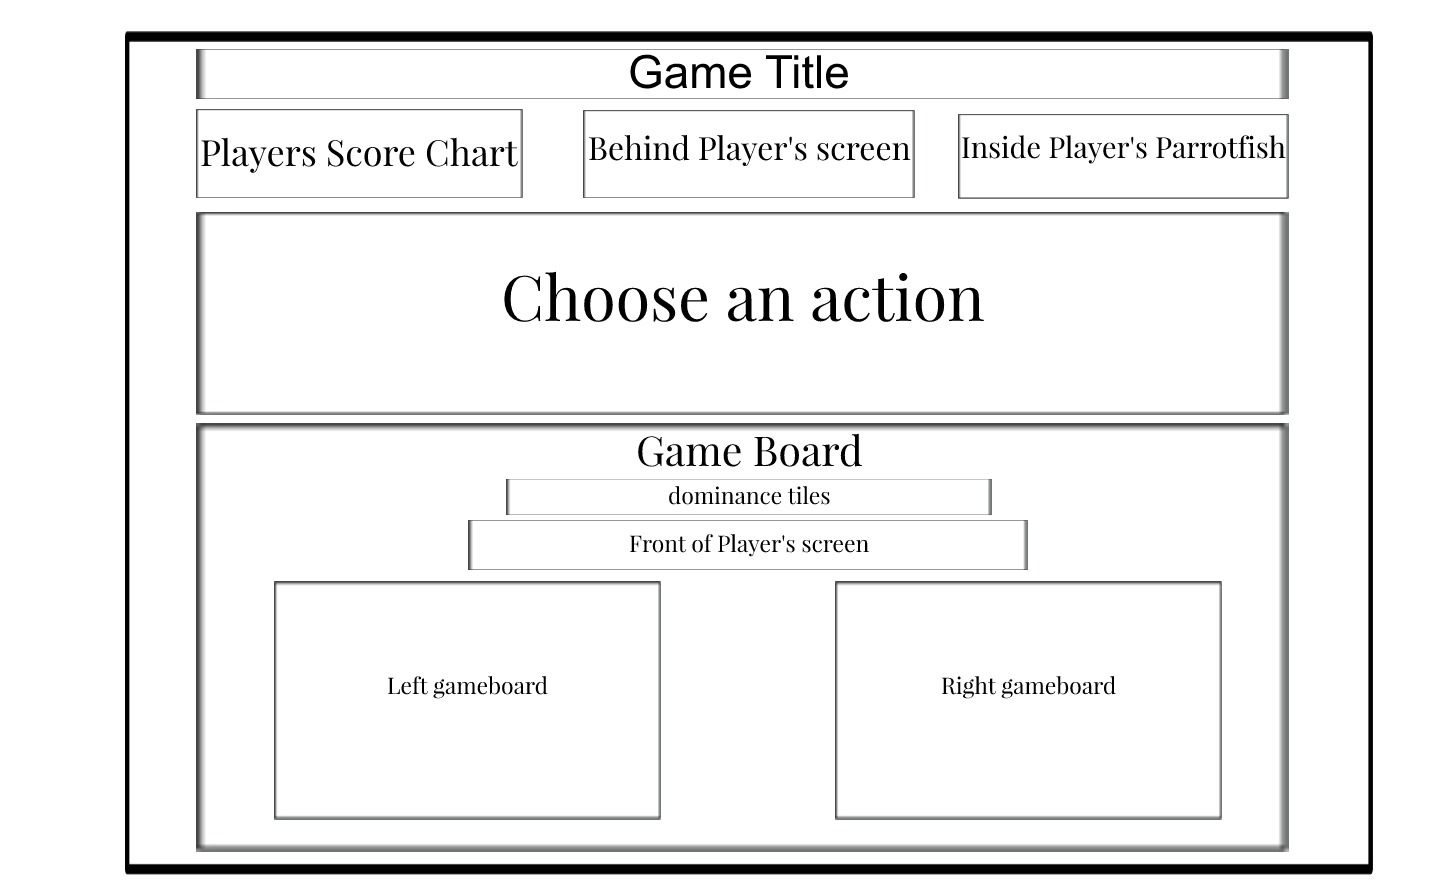 Game Title
Players Score Chart
Behind Player's screen
Inside Player's Parrotfish
Choose an action
Game Board
dominance tiles
Front of Player's screen
Left gameboard
Right gameboard